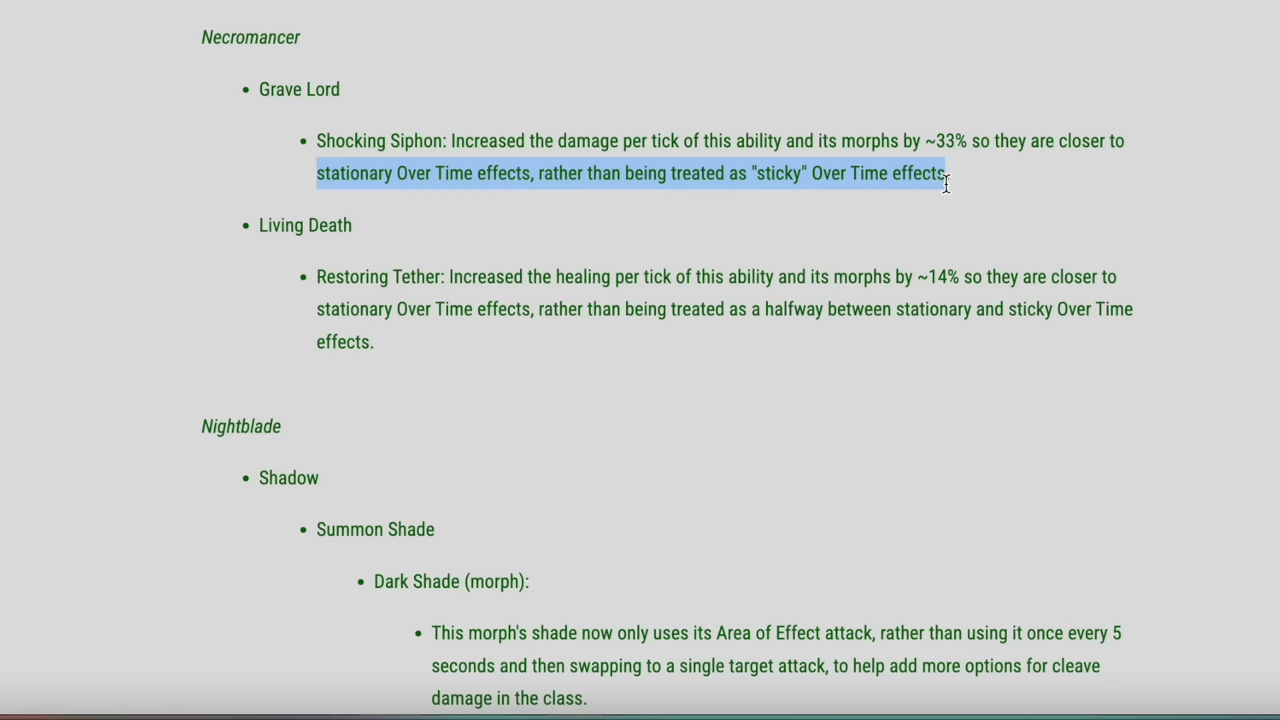 Necromancer
• Grave Lord
• Shocking Siphon: Increased the damage per tick of this ability and its morphs by ~33% so they are closer to
stationary Over Time effects, rather than being treated as "sticky" Over Time effects.
• Living Death
• Restoring Tether: Increased the healing per tick of this ability and its morphs by ~14% so they are closer to
stationary Over Time effects, rather than being treated as a halfway between stationary and sticky Over Time
effects.
Nightblade
• Shadow
• Summon Shade
• Dark Shade (morph):
• This morph's shade now only uses its Area of Effect attack, rather than using it once every 5
seconds and then swapping to a single target attack, to help add more options for cleave
damage in the class.